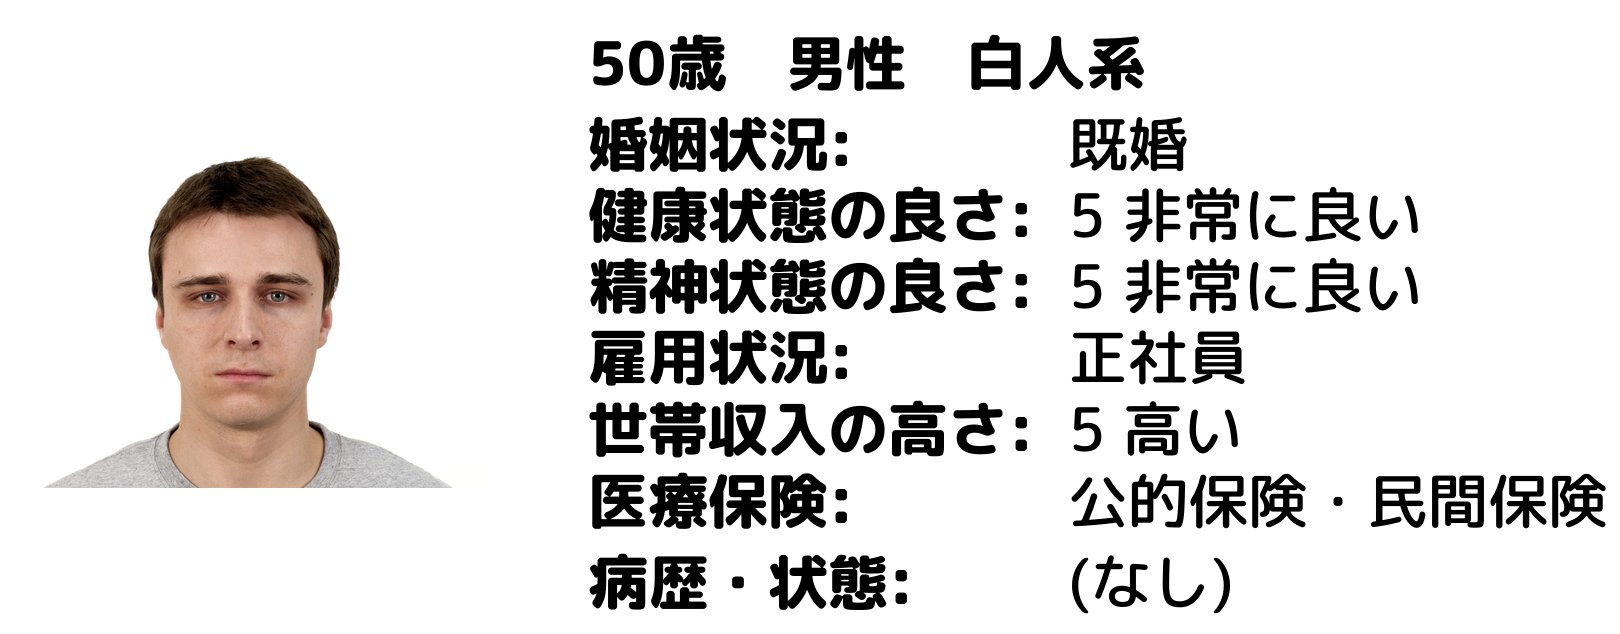 50歳　男性　白人系
婚姻状況: 既婚
健康状態の良さ: 5 非常に良い
精神状態の良さ: 5 非常に良い
雇用状況: 正社員
世帯収入の高さ: 5 高い
医療保険: 公的保険・民間保険
病歴・状態: (なし)